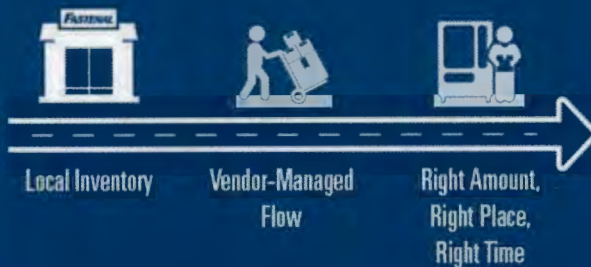 FASTENAL
Local Inventory
Vendor-Managed
Flow
Right Amount,
Right Place,
Right Time